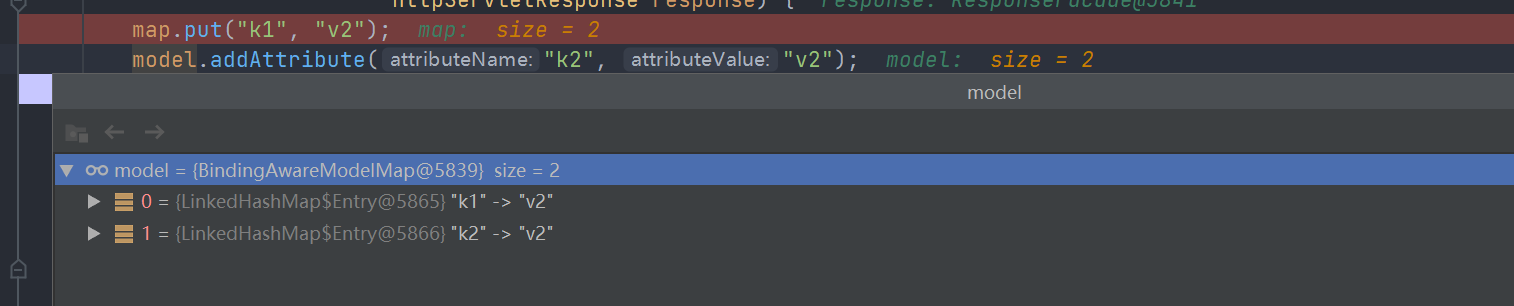 httpServletResponse response) {  response: ResponseFacade@5841
map.put("k1", "v2");  map:  size = 2
model.addAttribute( attributeName: "k2",  attributeValue: "v2");  model:  size = 2
model
model = {BindingAwareModelMap@5839}  size = 2
0 = {LinkedHashMap$Entry@5865} "k1" -> "v2"
1 = {LinkedHashMap$Entry@5866} "k2" -> "v2"